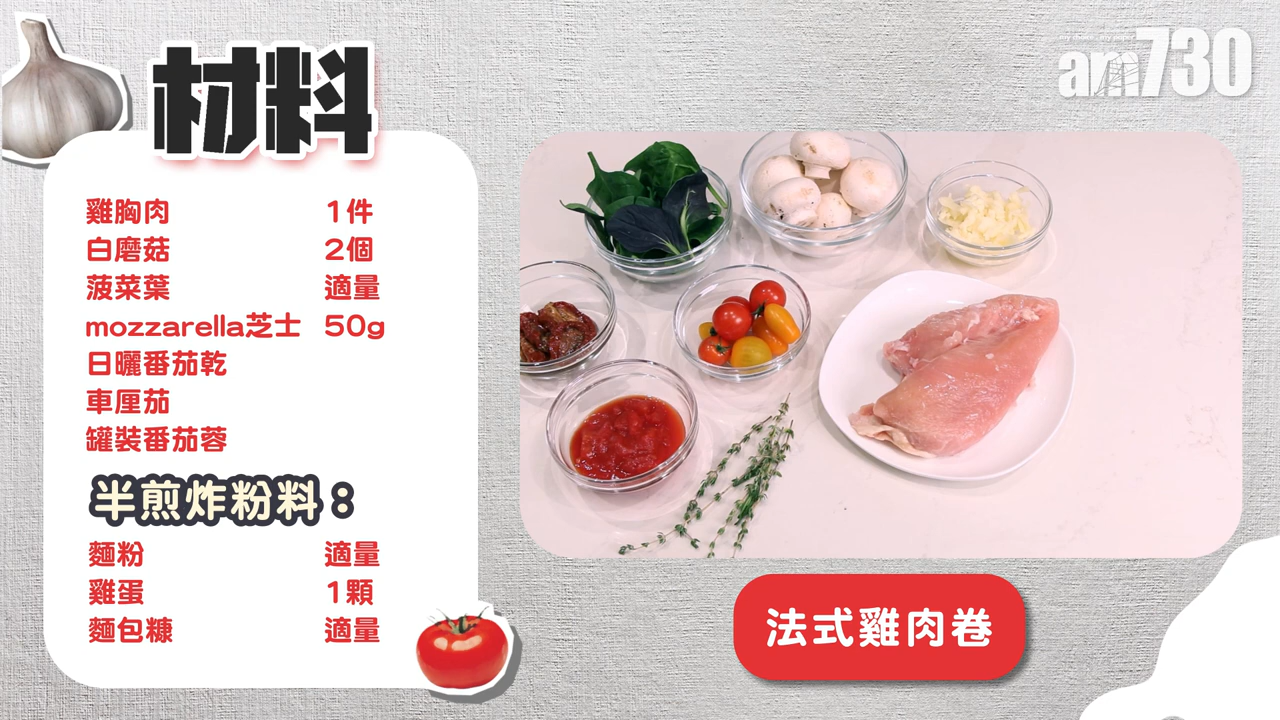 材料
am730
雞胸肉 1件
白磨菇 2個
菠菜葉 適量
mozzarella芝士 50g
日曬番茄乾
車厘茄
罐裝番茄蓉
半煎炸粉料：
麵粉 適量
雞蛋 1顆
麵包糠 適量
法式雞肉卷